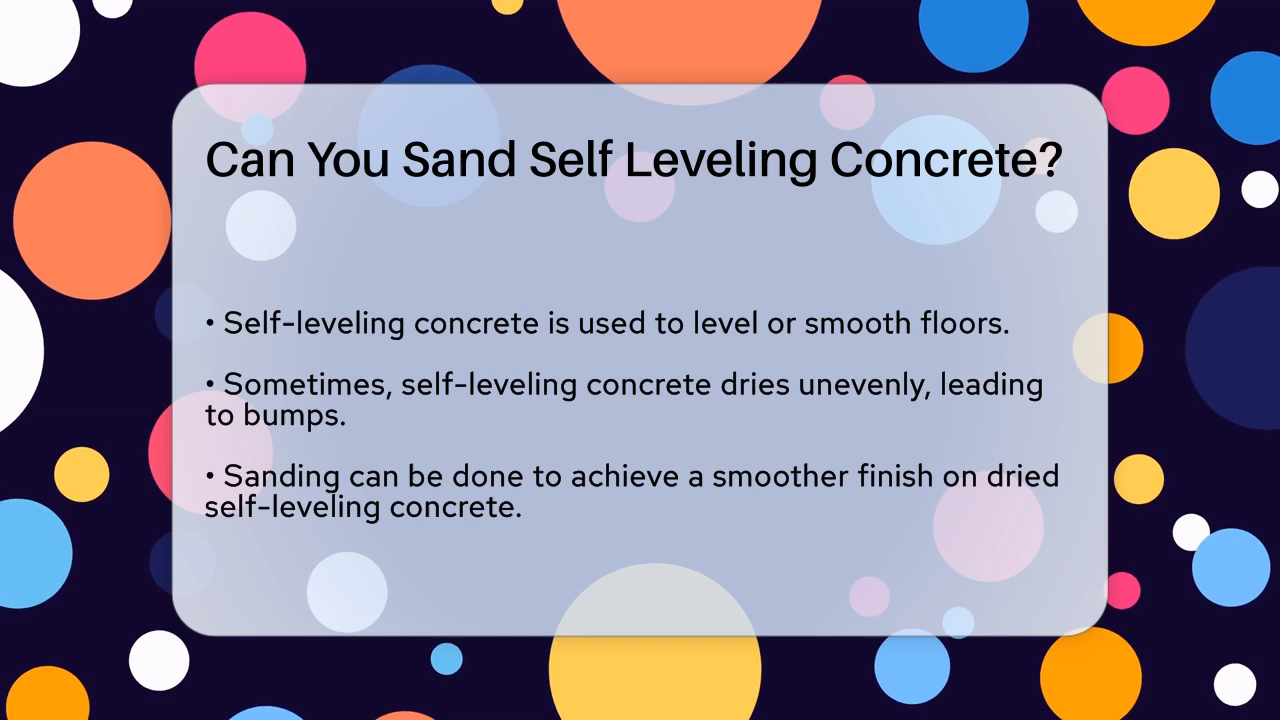 Can You Sand Self Leveling Concrete?
• Self-leveling concrete is used to level or smooth floors.
• Sometimes, self-leveling concrete dries unevenly, leading
to bumps.
• Sanding can be done to achieve a smoother finish on dried
self-leveling concrete.